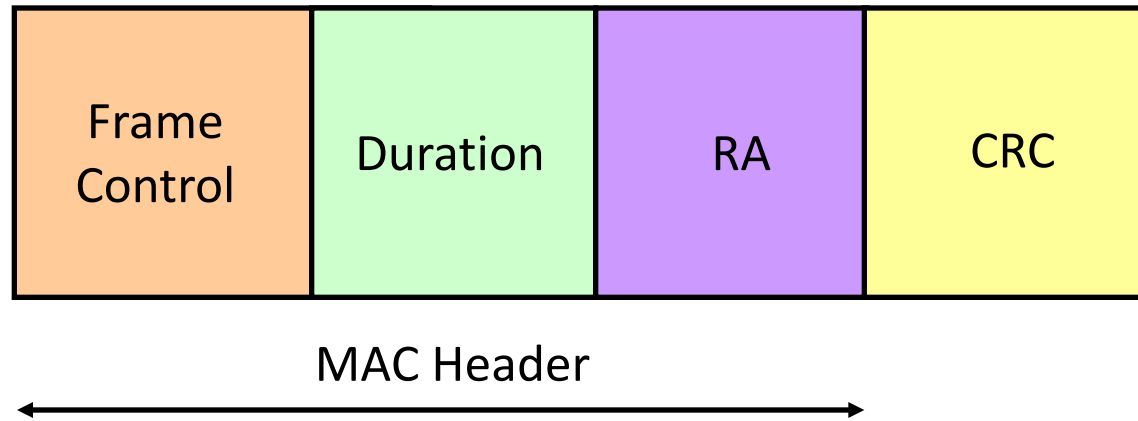 Frame
Control
Duration
RA
CRC
MAC Header